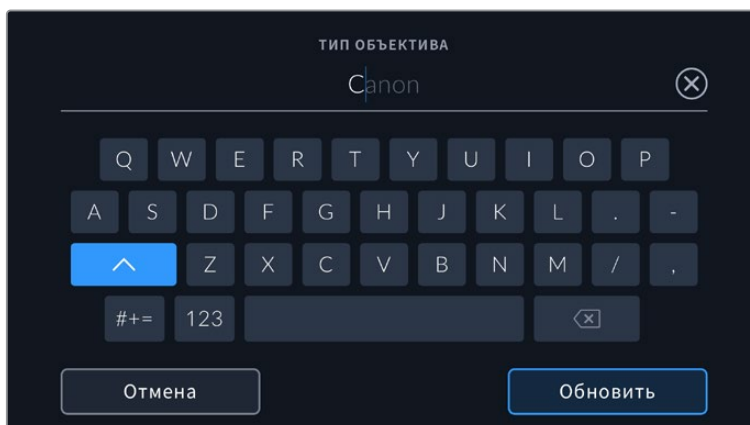 ТИП ОБЪЕКТИВА
Canon
Q W E R T Y U I O P
A S D F G H J K L . -
Z X C V B N M / ,
#+= 123
Отмена Обновить